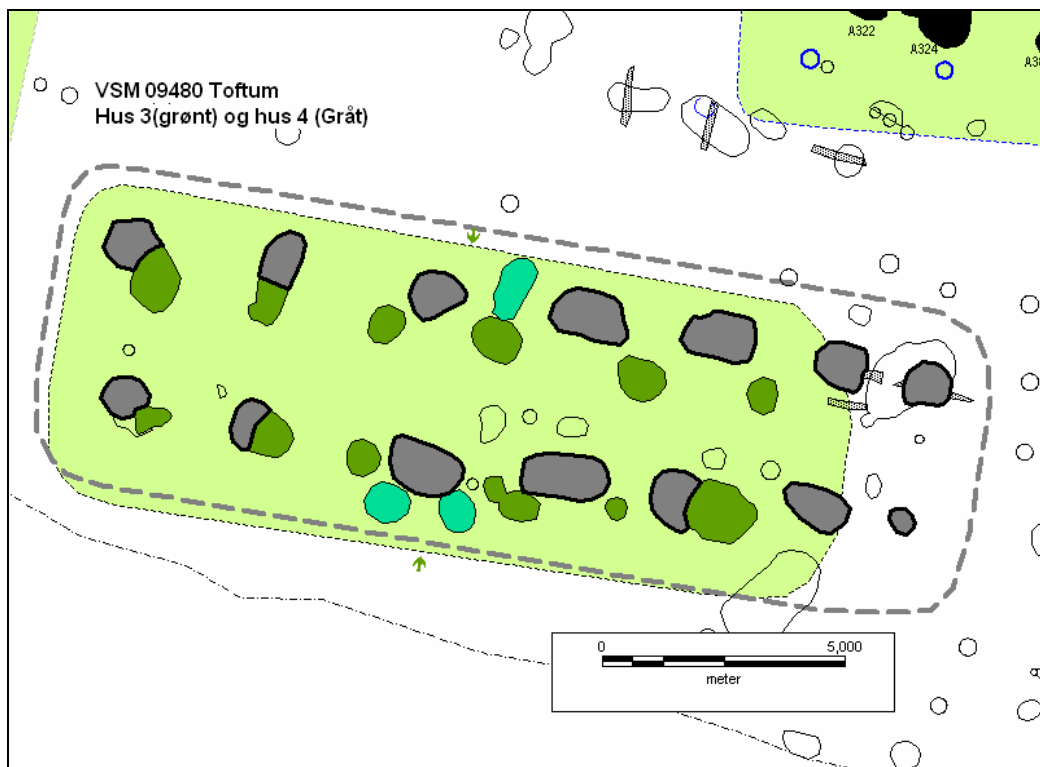 A322
A324
VSM 09480 Toftum
Hus 3(grønt) og hus 4 (Gråt)
0 5,000
meter